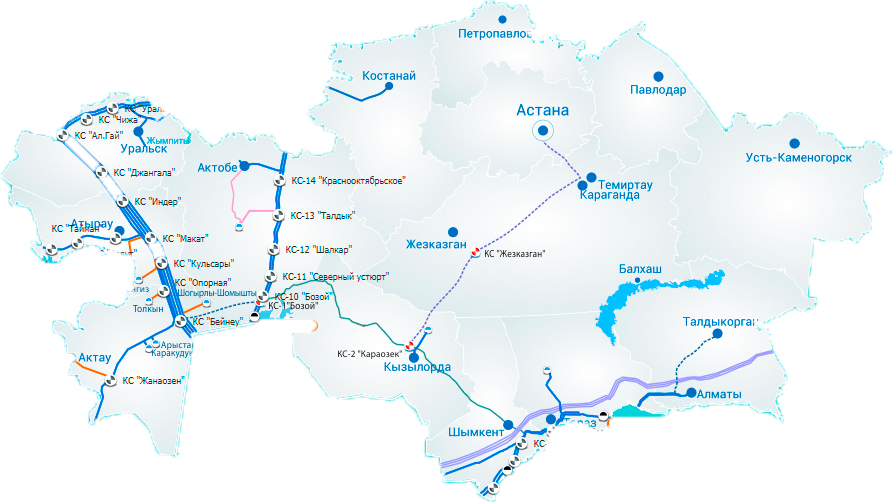 Петропавло
Костанай
Павлодар
Астана
КС "Урал
КС "Чижа
КС "Ал.Гай"
Жымпиты
Уральск
Усть-Каменогорск
Актобе
КС "Джангала"
КС-14 "Краснооктябрьское"
Темиртау
Караганда
КС "Индер"
КС-13 "Талдык"
Атырау
КС "Тайман"
КС "Макат"
Жезказган
КС-12 "Шалкар"
КС "Жезказган"
КС "Кульсары"
Балхаш
КС-11 "Северный устюрт"
КС "Опорная"
нгиз
Шогырлы-Шомышты
КС-10 "Бозой"
КС-1 "Бозой"
Толкын
КС "Бейнеу"
Талдыкорган
Арыста
Каракудук
КС-2 "Караозек"
Актау
Кызылорда
КС "Жанаозен"
Алматы
Тараз
Шымкент
КС